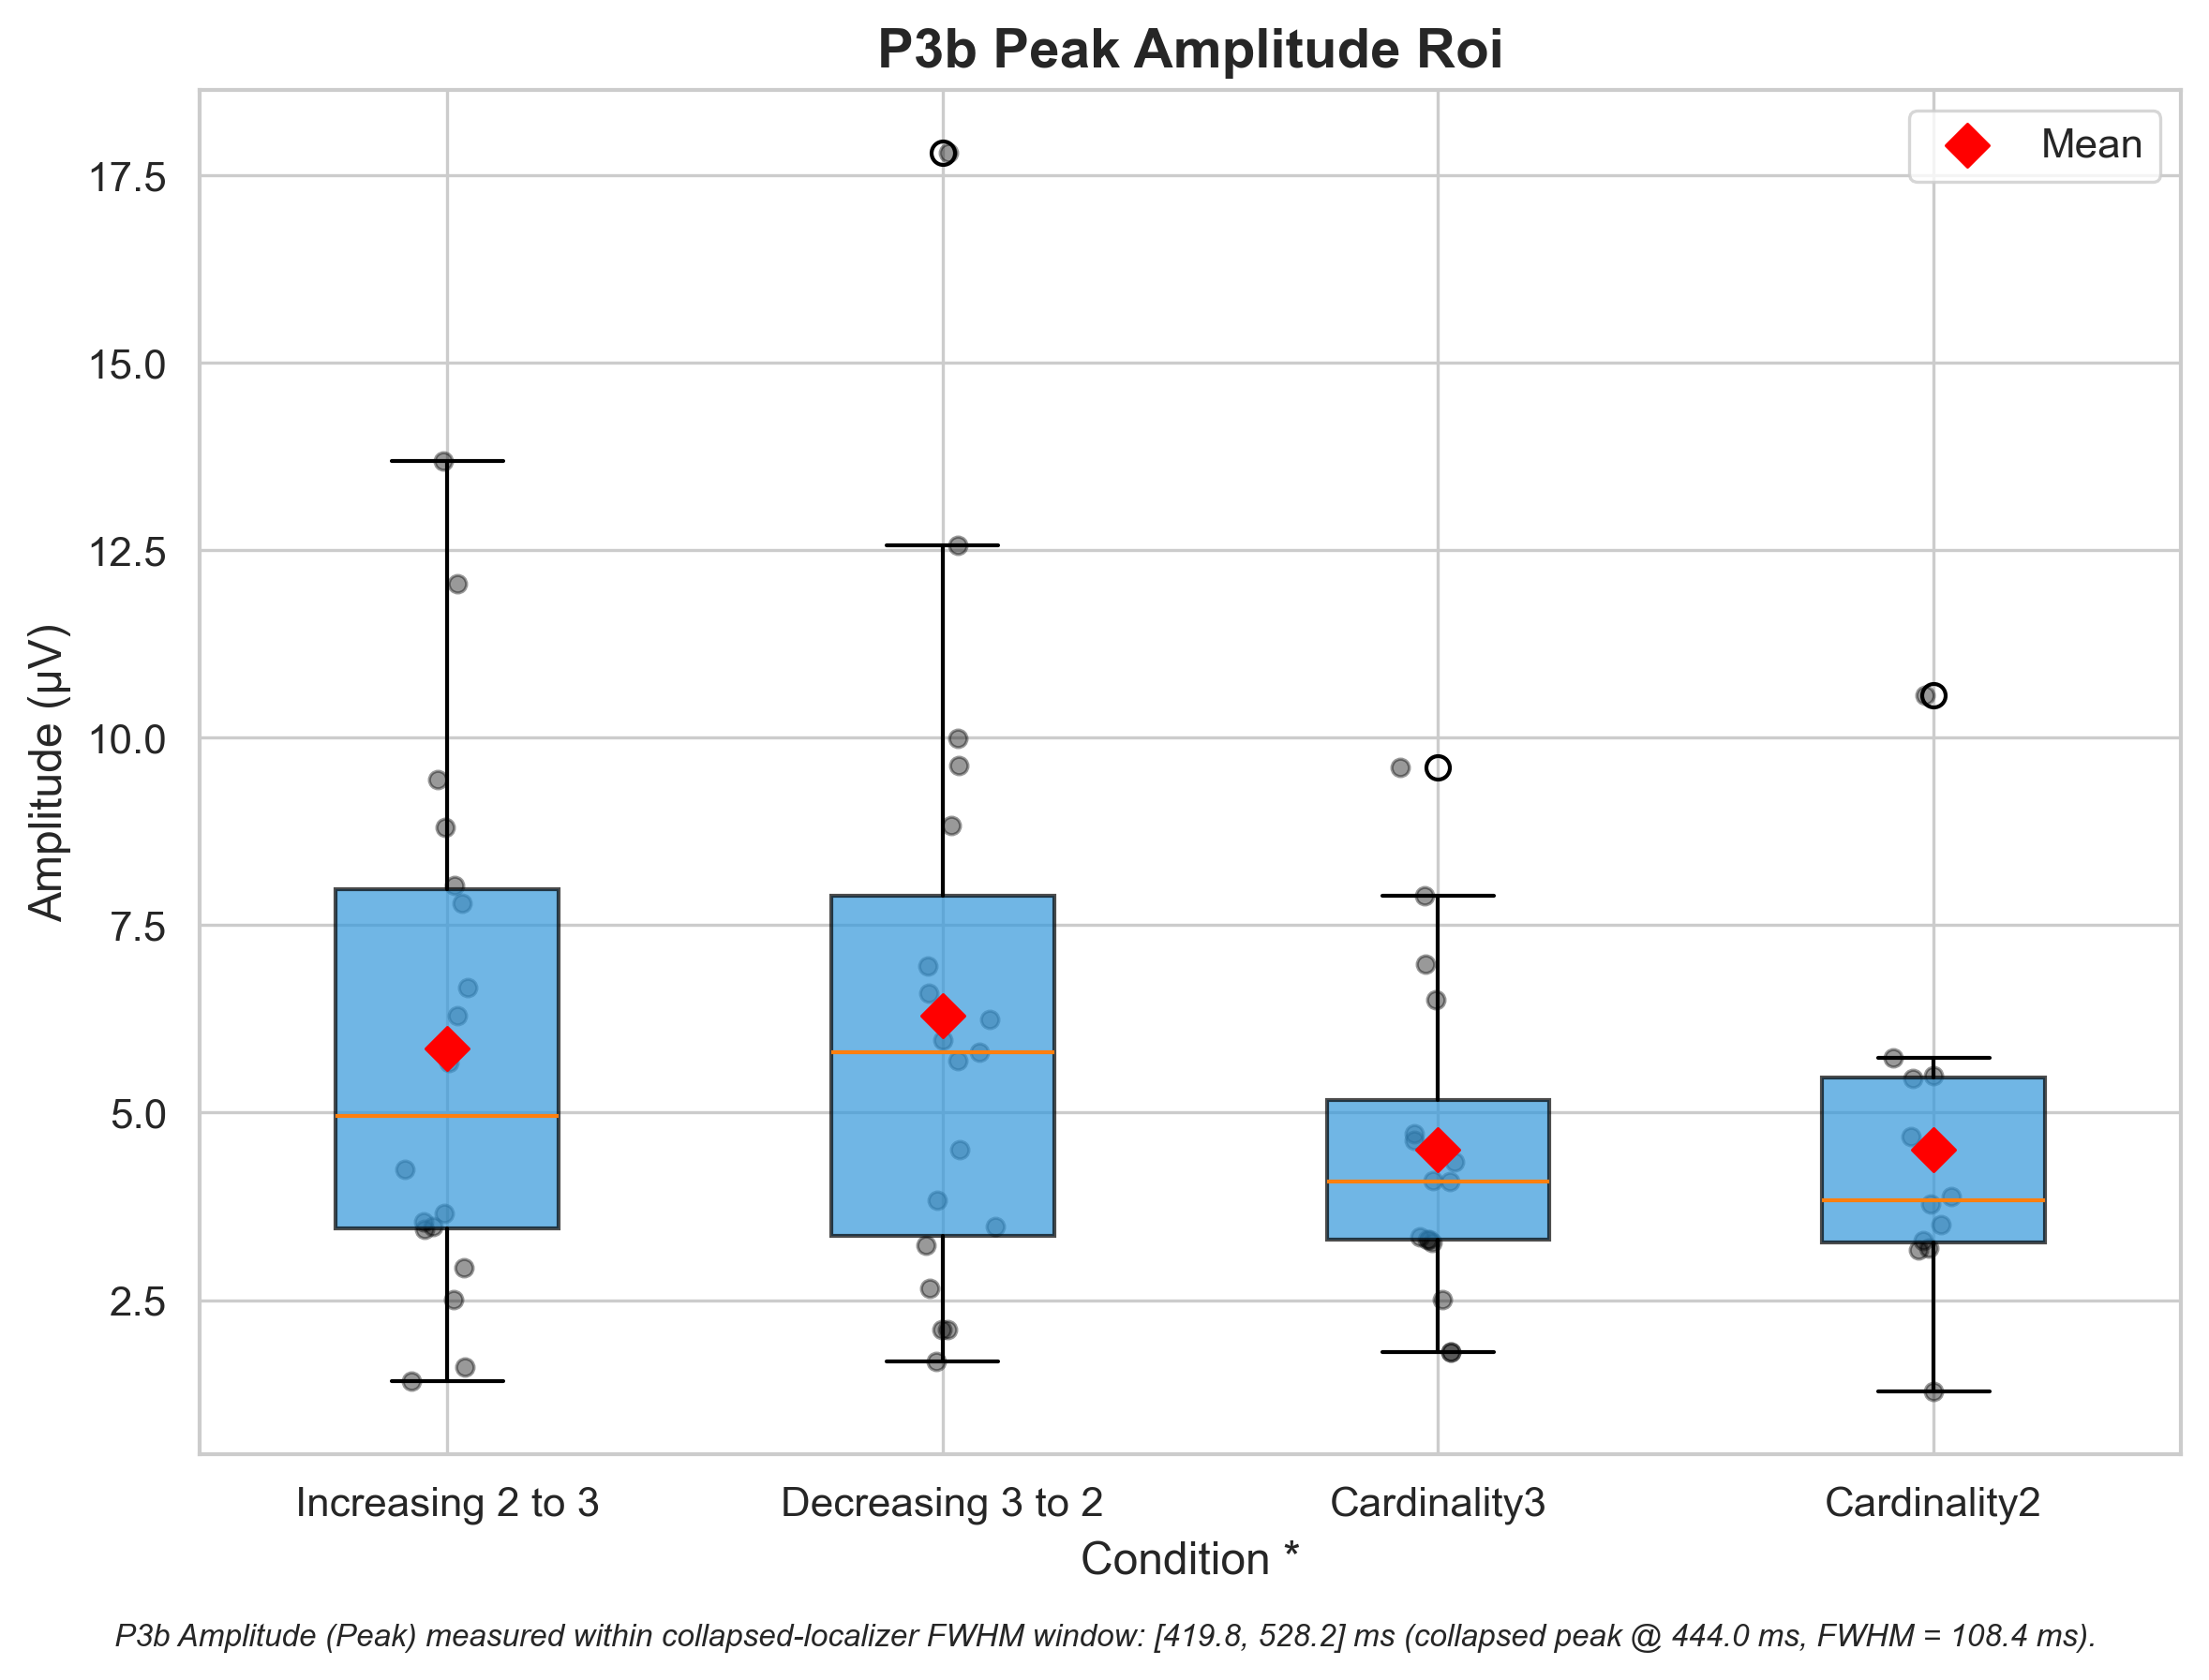 P3b Peak Amplitude Roi
Mean
17.5
15.0
12.5
10.0
7.5
5.0
2.5
Amplitude (µV)
Increasing 2 to 3
Decreasing 3 to 2
Cardinality3
Cardinality2
Condition *
P3b Amplitude (Peak) measured within collapsed-localizer FWHM window: [419.8, 528.2] ms (collapsed peak @ 444.0 ms, FWHM = 108.4 ms).